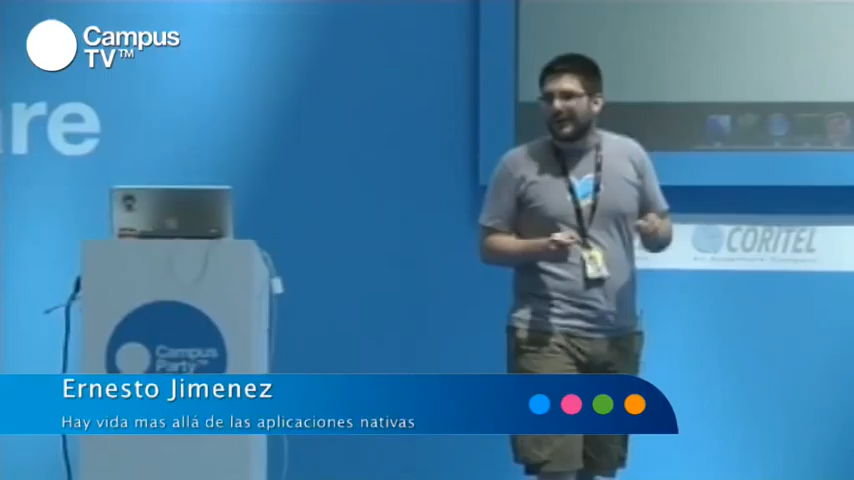 Campus
TV™
are
CORITEL
Campus
Party™
Ernesto Jimenez
Hay vida mas allá de las aplicaciones nativas